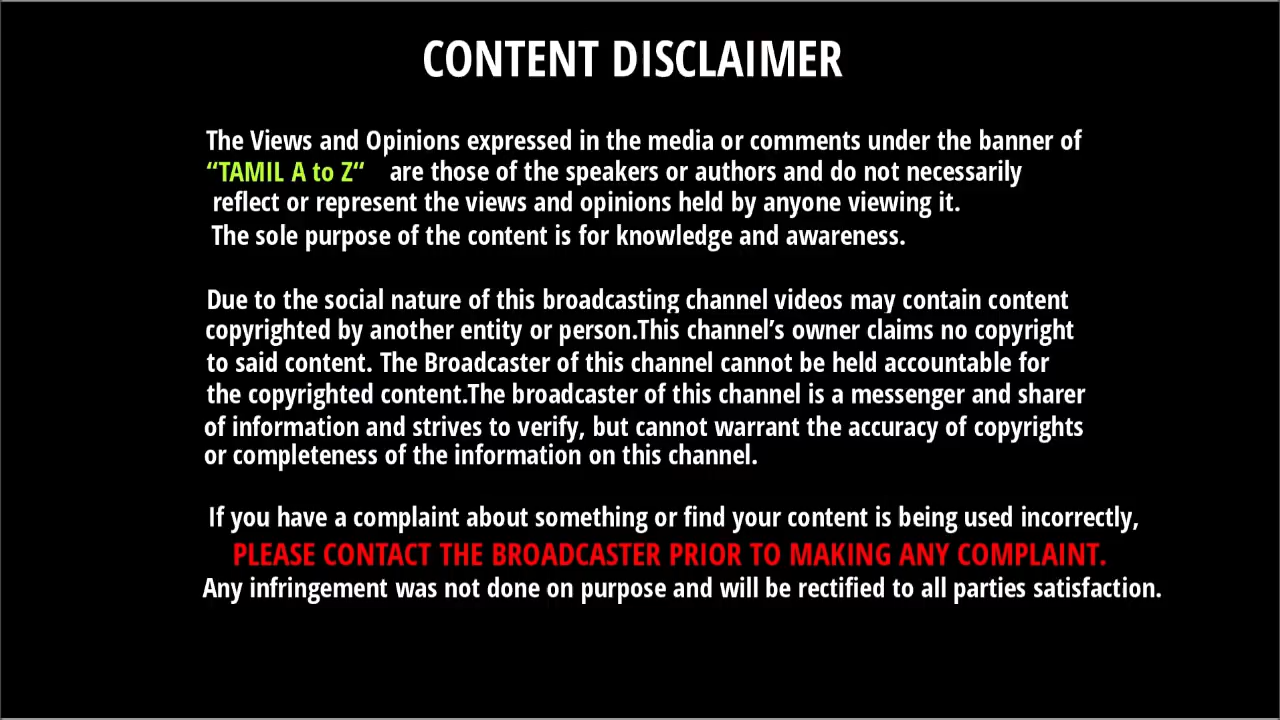 CONTENT DISCLAIMER
The Views and Opinions expressed in the media or comments under the banner of
“TAMIL A to Z“ are those of the speakers or authors and do not necessarily
reflect or represent the views and opinions held by anyone viewing it.
The sole purpose of the content is for knowledge and awareness.
Due to the social nature of this broadcasting channel videos may contain content
copyrighted by another entity or person.This channel’s owner claims no copyright
to said content. The Broadcaster of this channel cannot be held accountable for
the copyrighted content.The broadcaster of this channel is a messenger and sharer
of information and strives to verify, but cannot warrant the accuracy of copyrights
or completeness of the information on this channel.
If you have a complaint about something or find your content is being used incorrectly,
PLEASE CONTACT THE BROADCASTER PRIOR TO MAKING ANY COMPLAINT.
Any infringement was not done on purpose and will be rectified to all parties satisfaction.